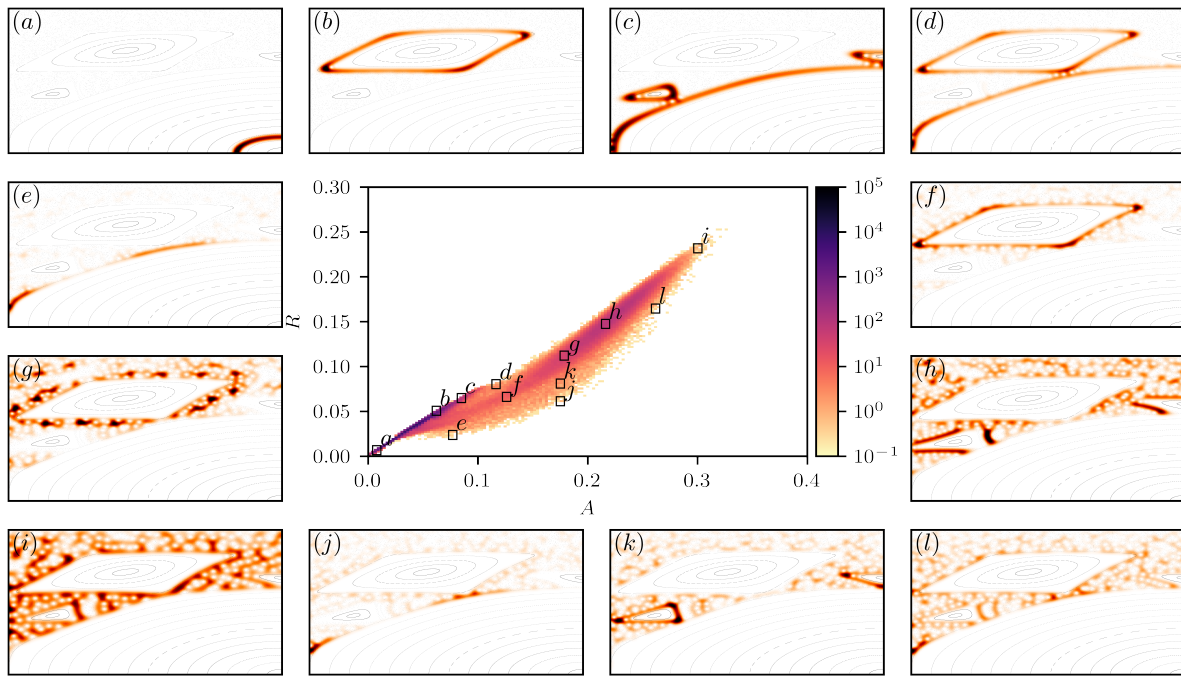 (a)
(b)
(c)
(d)
(e)
(f)
(g)
(h)
(i)
(j)
(k)
(l)
0.30
0.25
0.20
0.15
0.10
0.05
0.00
R
0.0
0.1
0.2
0.3
0.4
A
a
b
c
d
e
f
g
h
i
j
k
l
10^5
10^4
10^3
10^2
10^1
10^0
10^−1